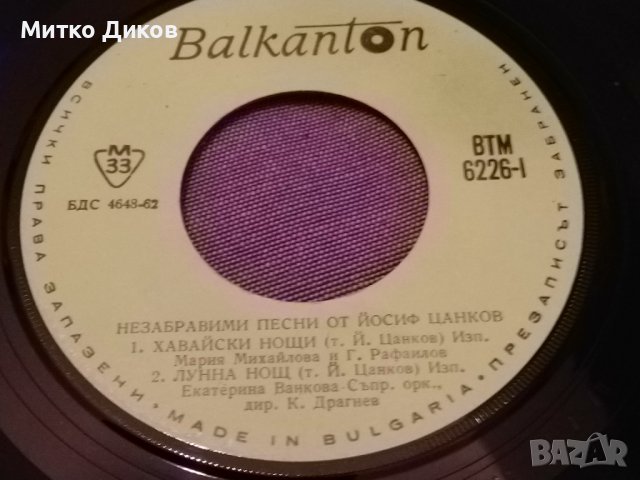 Митко Диков
Balkanton
ВСИЧКИ ПРАВА ЗАПАЗЕНИ • MADE IN BULGARIA • ПРЕЗАПИСЪТ ЗАБРАНЕН
М
33
БДС 4648-62
ВТМ
6226-I
НЕЗАБРАВИМИ ПЕСНИ ОТ ЙОСИФ ЦАНКОВ
1. ХАВАЙСКИ НОЩИ (т. Й. Цанков) Изп.
Мария Михайлова и Г. Рафаилов
2. ЛУННА НОЩ (т. Й. Цанков) Изп.
Екатерина Ванкова-Съпр. орк.,
дир. К. Драгнев
BAZAR